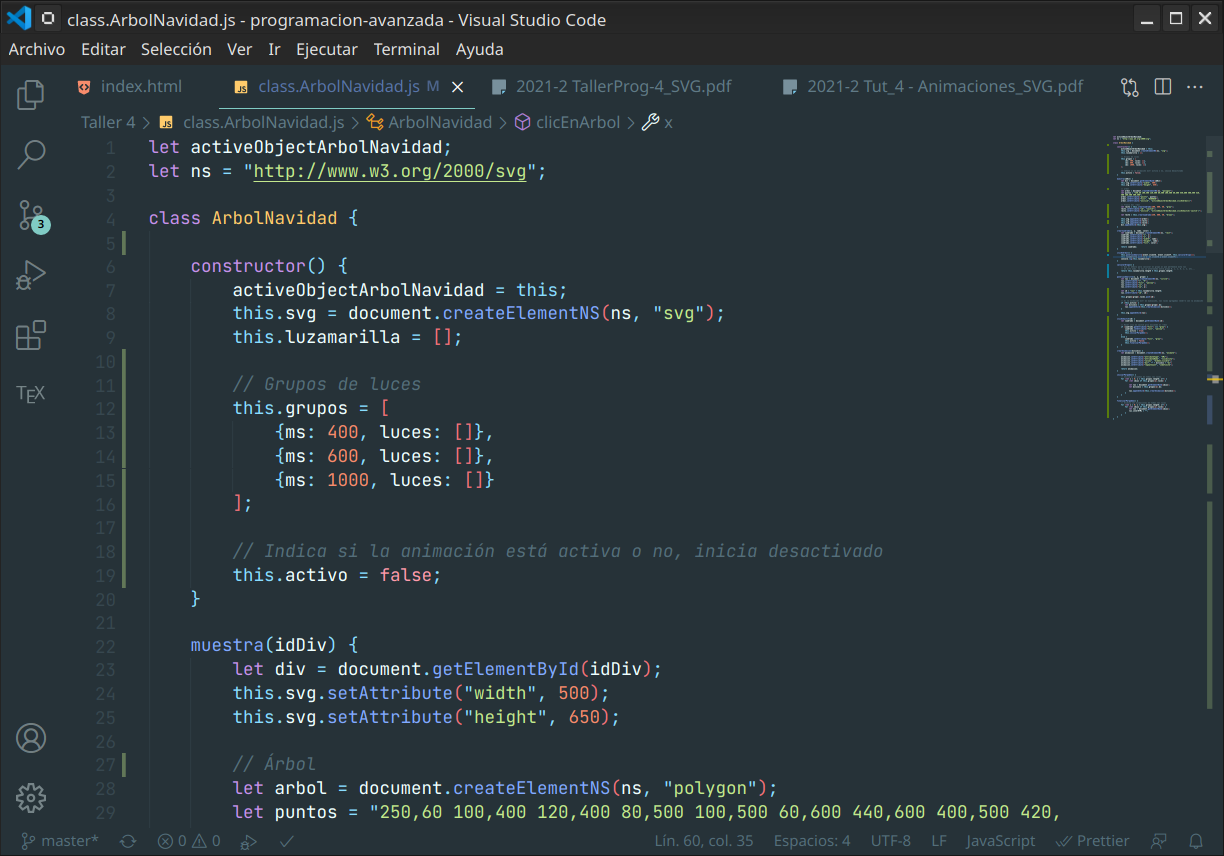 class.ArbolNavidad.js - programacion-avanzada - Visual Studio Code
Archivo Editar Selección Ver Ir Ejecutar Terminal Ayuda
index.html JS class.ArbolNavidad.js M 2021-2 TallerProg-4_SVG.pdf 2021-2 Tut_4 - Animaciones_SVG.pdf
Taller 4 > JS class.ArbolNavidad.js > ArbolNavidad > clicEnArbol > x
1 let activeObjectArbolNavidad;
2 let ns = "http://www.w3.org/2000/svg";
3
4 class ArbolNavidad {
5
6 constructor() {
7 activeObjectArbolNavidad = this;
8 this.svg = document.createElementNS(ns, "svg");
9 this.luzamarilla = [];
10
11 // Grupos de luces
12 this.grupos = [
13 {ms: 400, luces: []},
14 {ms: 600, luces: []},
15 {ms: 1000, luces: []}
16 ];
17
18 // Indica si la animación está activa o no, inicia desactivado
19 this.activo = false;
20 }
21
22 muestra(idDiv) {
23 let div = document.getElementById(idDiv);
24 this.svg.setAttribute("width", 500);
25 this.svg.setAttribute("height", 650);
26
27 // Árbol
28 let arbol = document.createElementNS(ns, "polygon");
29 let puntos = "250,60 100,400 120,400 80,500 100,500 60,600 440,600 400,500 420,
3
TEX
master* 0 0 Lín. 60, col. 35 Espacios: 4 UTF-8 LF JavaScript Prettier